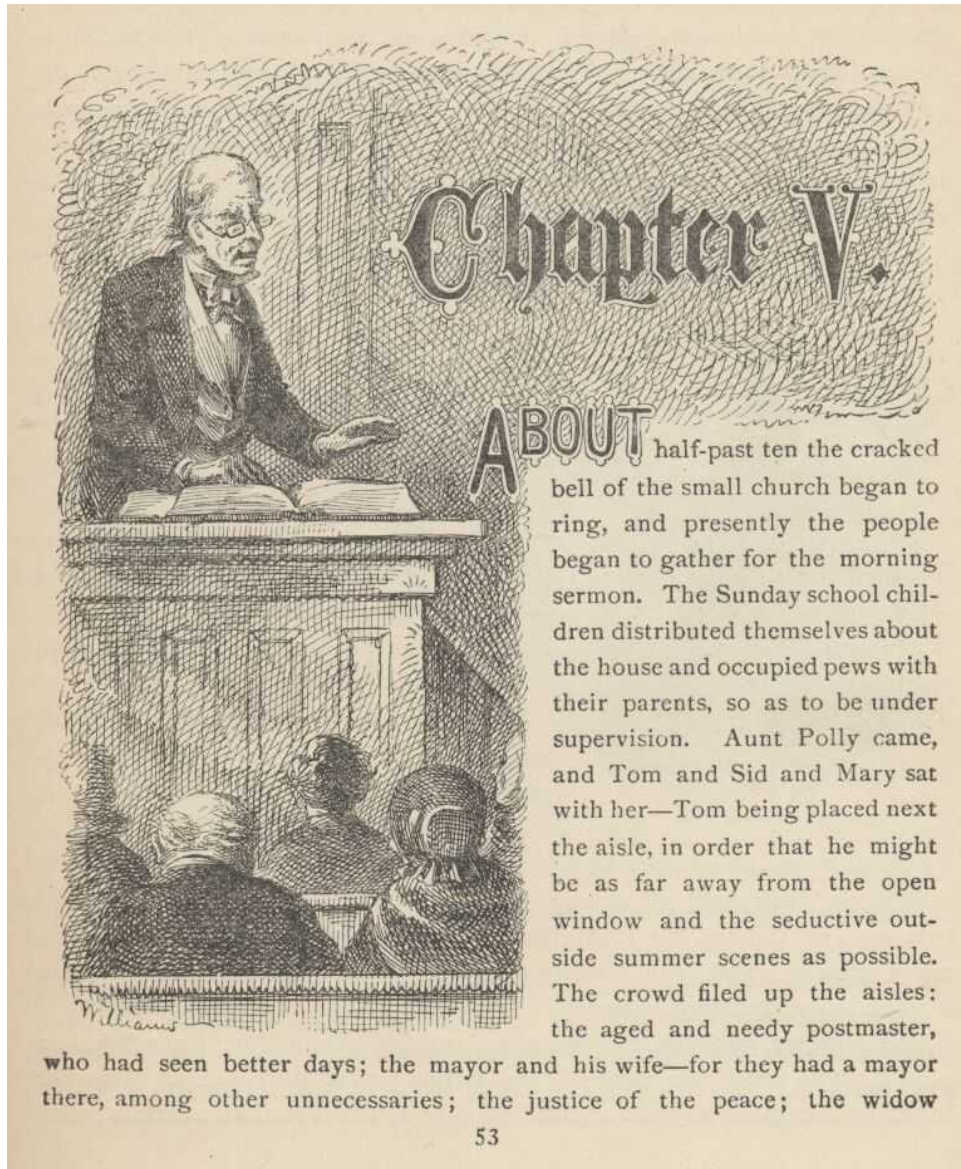 Chapter V.
ABOUT half-past ten the cracked
bell of the small church began to
ring, and presently the people
began to gather for the morning
sermon. The Sunday school chil-
dren distributed themselves about
the house and occupied pews with
their parents, so as to be under
supervision. Aunt Polly came,
and Tom and Sid and Mary sat
with her—Tom being placed next
the aisle, in order that he might
be as far away from the open
window and the seductive out-
side summer scenes as possible.
The crowd filed up the aisles:
the aged and needy postmaster,
Williams
who had seen better days; the mayor and his wife—for they had a mayor
there, among other unnecessaries; the justice of the peace; the widow
53